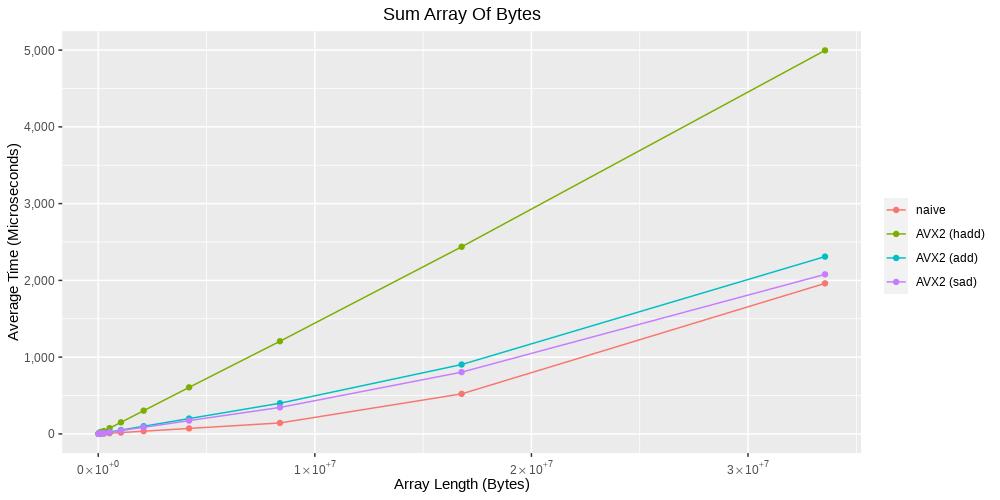 Sum Array Of Bytes
Average Time (Microseconds)
5,000
4,000
3,000
2,000
1,000
0
0×10⁺⁰
1×10⁺⁷
2×10⁺⁷
3×10⁺⁷
Array Length (Bytes)
naive
AVX2 (hadd)
AVX2 (add)
AVX2 (sad)